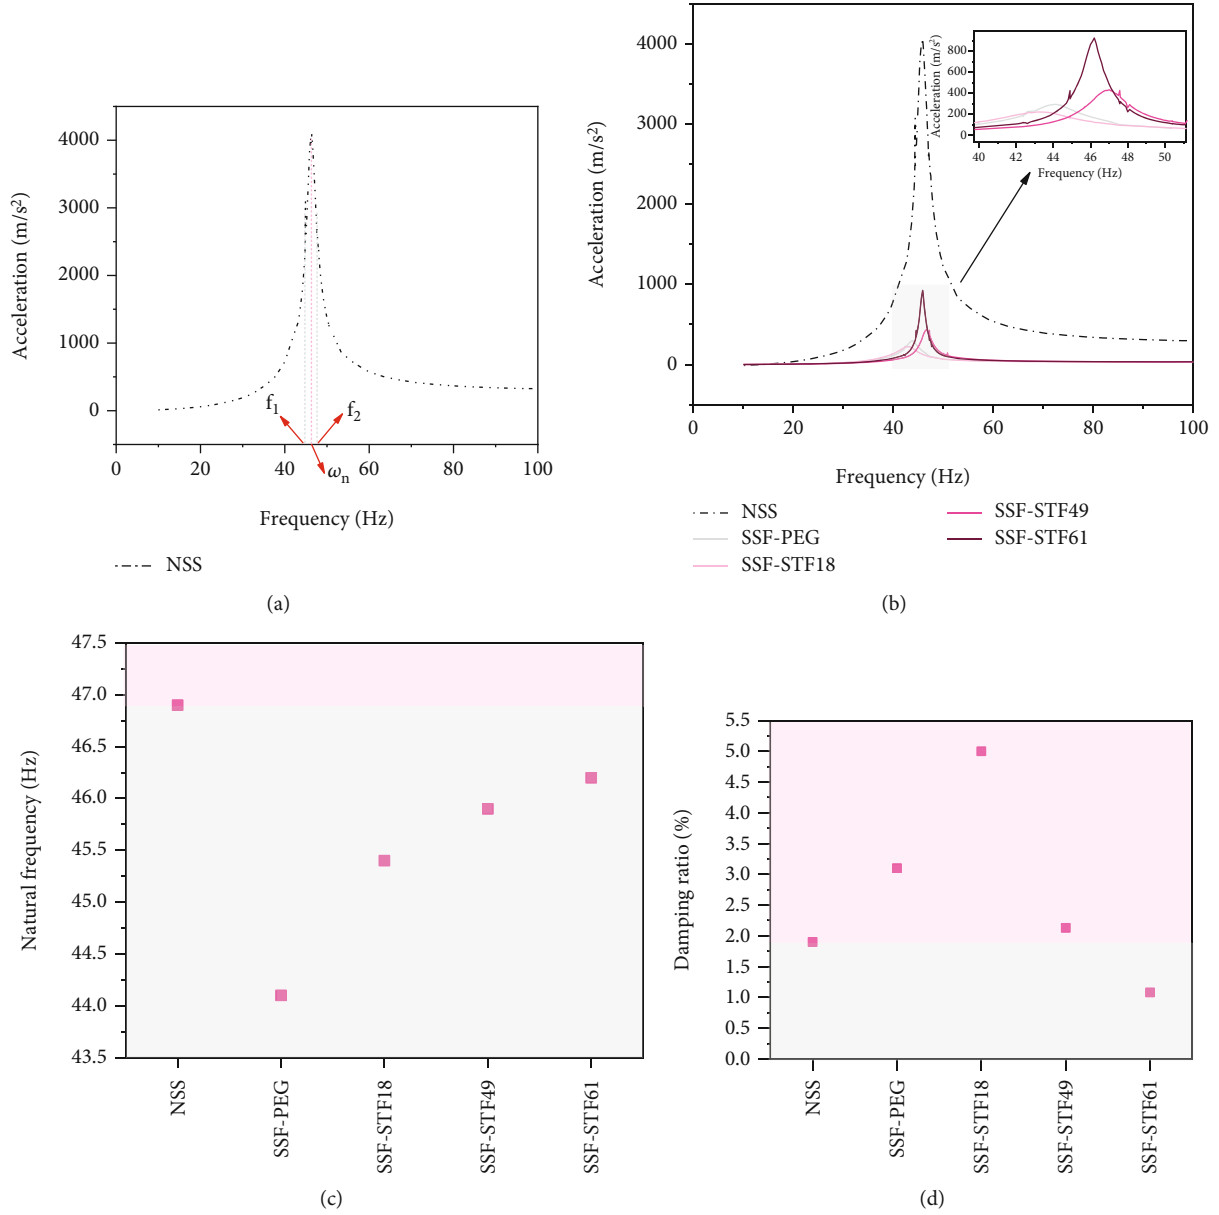 4000
3000
2000
1000
0
Acceleration (m/s²)
f1
f2
ωn
0 20 40 60 80 100
Frequency (Hz)
NSS
(a)
4000
3000
2000
1000
0
Acceleration (m/s²)
800
600
400
200
0
Acceleration (m/s²)
40 42 44 46 48 50
Frequency (Hz)
0 20 40 60 80 100
Frequency (Hz)
NSS
SSF-PEG
SSF-STF18
SSF-STF49
SSF-STF61
(b)
47.5
47.0
46.5
46.0
45.5
45.0
44.5
44.0
43.5
Natural frequency (Hz)
NSS
SSF-PEG
SSF-STF18
SSF-STF49
SSF-STF61
(c)
5.5
5.0
4.5
4.0
3.5
3.0
2.5
2.0
1.5
1.0
0.5
0.0
Damping ratio (%)
NSS
SSF-PEG
SSF-STF18
SSF-STF49
SSF-STF61
(d)